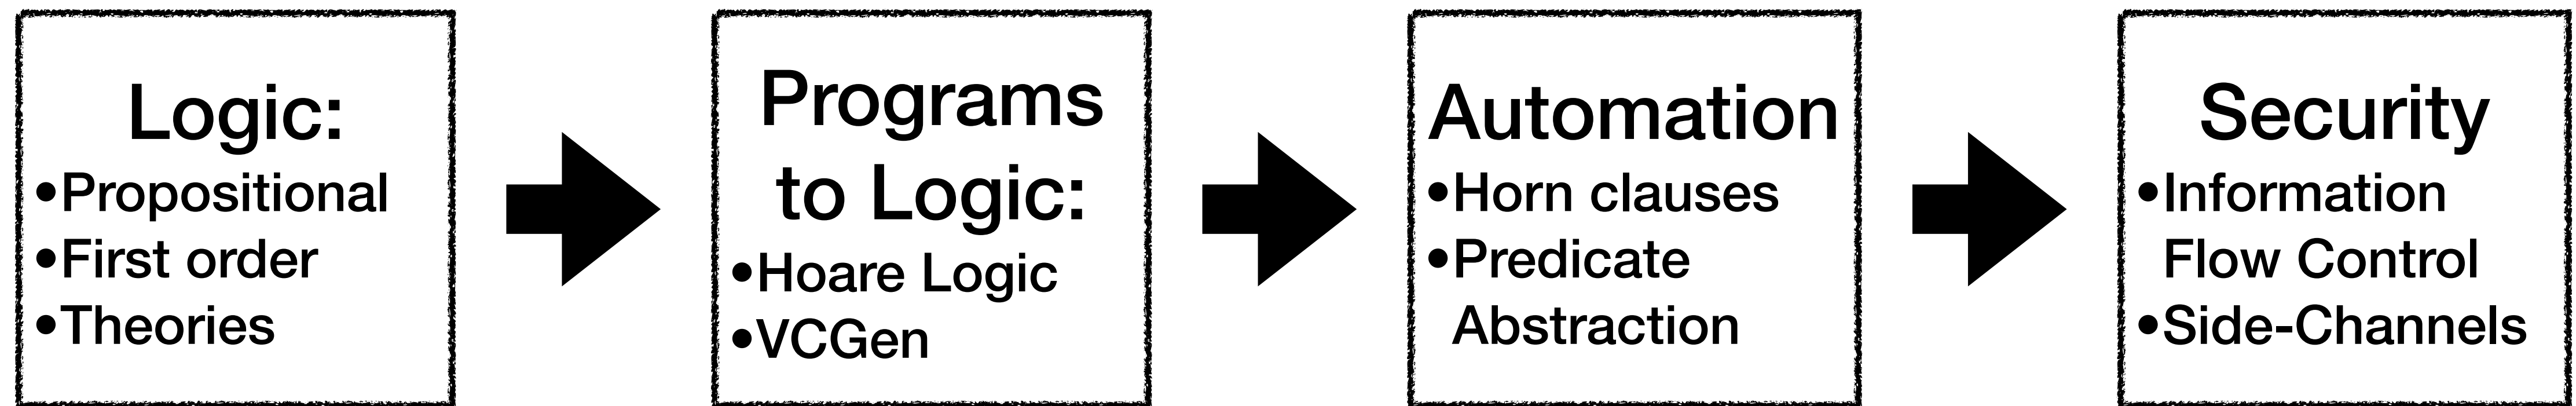 Logic:
•Propositional
•First order
•Theories
Programs
to Logic:
•Hoare Logic
•VCGen
Automation
•Horn clauses
•Predicate
Abstraction
Security
•Information
Flow Control
•Side-Channels